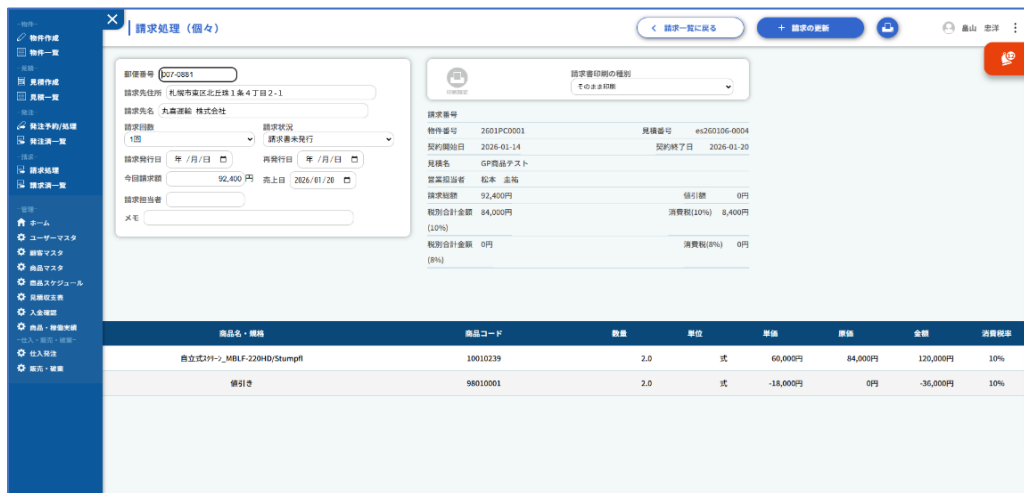 -物件-
物件作成
物件一覧
-見積-
見積作成
見積一覧
-発注-
発注予約/処理
発注済一覧
-請求-
請求処理
請求済一覧
-管理-
ホーム
ユーザーマスタ
顧客マスタ
商品マスタ
商品スケジュール
見積収支表
入金確認
商品・稼働実績
-仕入・販売・破棄-
仕入発注
販売・破棄
請求処理（個々）
< 請求一覧に戻る
+ 請求の更新
畠山 忠洋
郵便番号 007-0881
請求先住所 札幌市東区北丘珠1条4丁目2-1
請求先名 丸喜運輸 株式会社
請求回数 請求状況
1回 請求書未発行
請求発行日 年/月/日 再発行日 年/月/日
今回請求額 92,400 円 売上日 2026/01/20
請求担当者
メモ
印刷設定
請求書印刷の種別
そのまま印刷
請求番号
物件番号 2601PC0001 見積番号 es260106-0004
契約開始日 2026-01-14 契約終了日 2026-01-20
見積名 GP商品テスト
営業担当者 松本 圭祐
請求総額 92,400円 値引額 0円
税別合計金額 84,000円 消費税(10%) 8,400円
(10%)
税別合計金額 0円 消費税(8%) 0円
(8%)
商品名・規格 商品コード 数量 単位 単価 原価 金額 消費税率
自立式ｽｸﾘｰﾝ_MBLF-220HD/Stumpfl 10010239 2.0 式 60,000円 84,000円 120,000円 10%
値引き 98010001 2.0 式 -18,000円 0円 -36,000円 10%